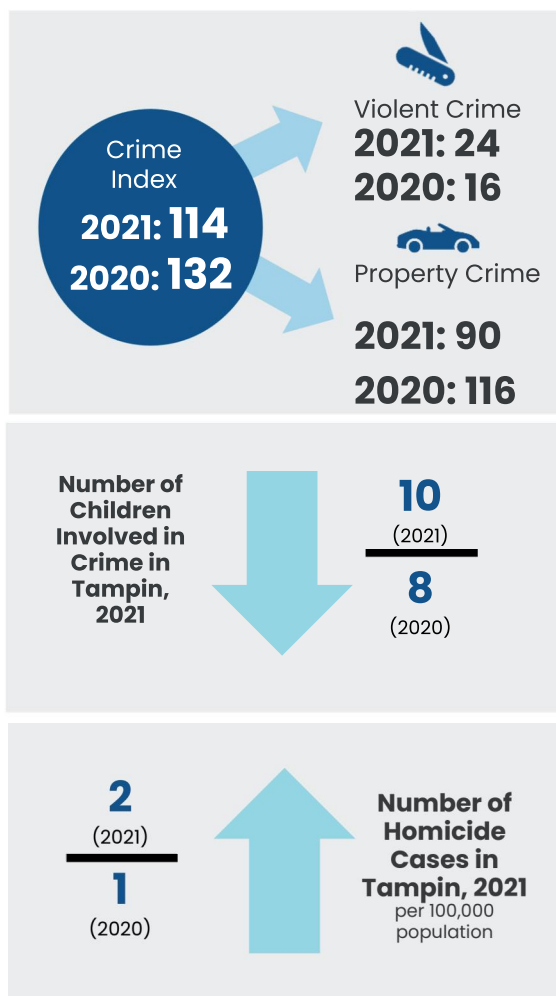 Crime
Index
2021: 114
2020: 132
Violent Crime
2021: 24
2020: 16
Property Crime
2021: 90
2020: 116
Number of
Children
Involved in
Crime in
Tampin,
2021
10
(2021)
8
(2020)
2
(2021)
1
(2020)
Number of
Homicide
Cases in
Tampin, 2021
per 100,000
population